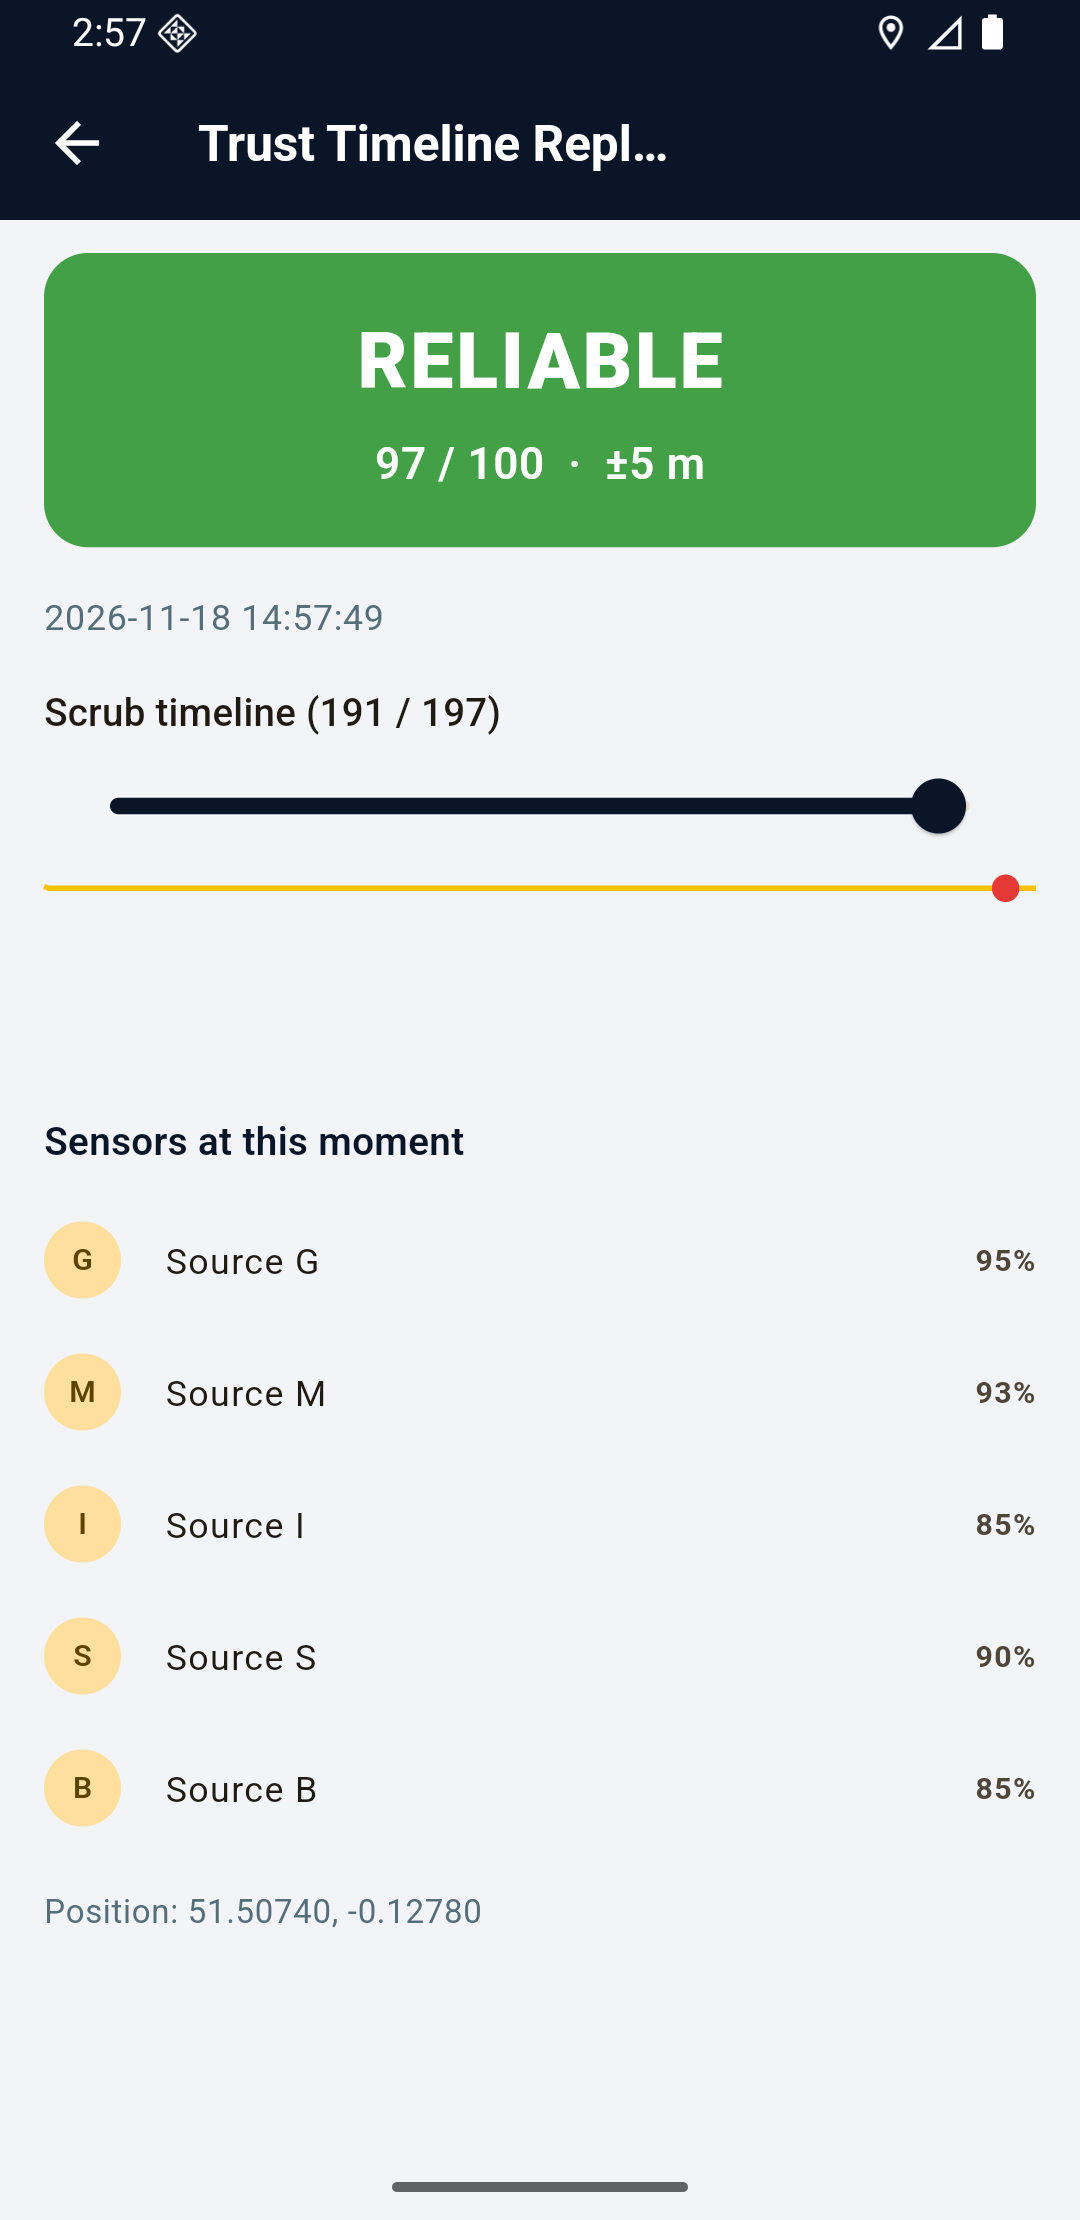 2:57
Trust Timeline Repl...
RELIABLE
97 / 100 · ±5 m
2026-11-18 14:57:49
Scrub timeline (191 / 197)
Sensors at this moment
G Source G 95%
M Source M 93%
I Source I 85%
S Source S 90%
B Source B 85%
Position: 51.50740, -0.12780